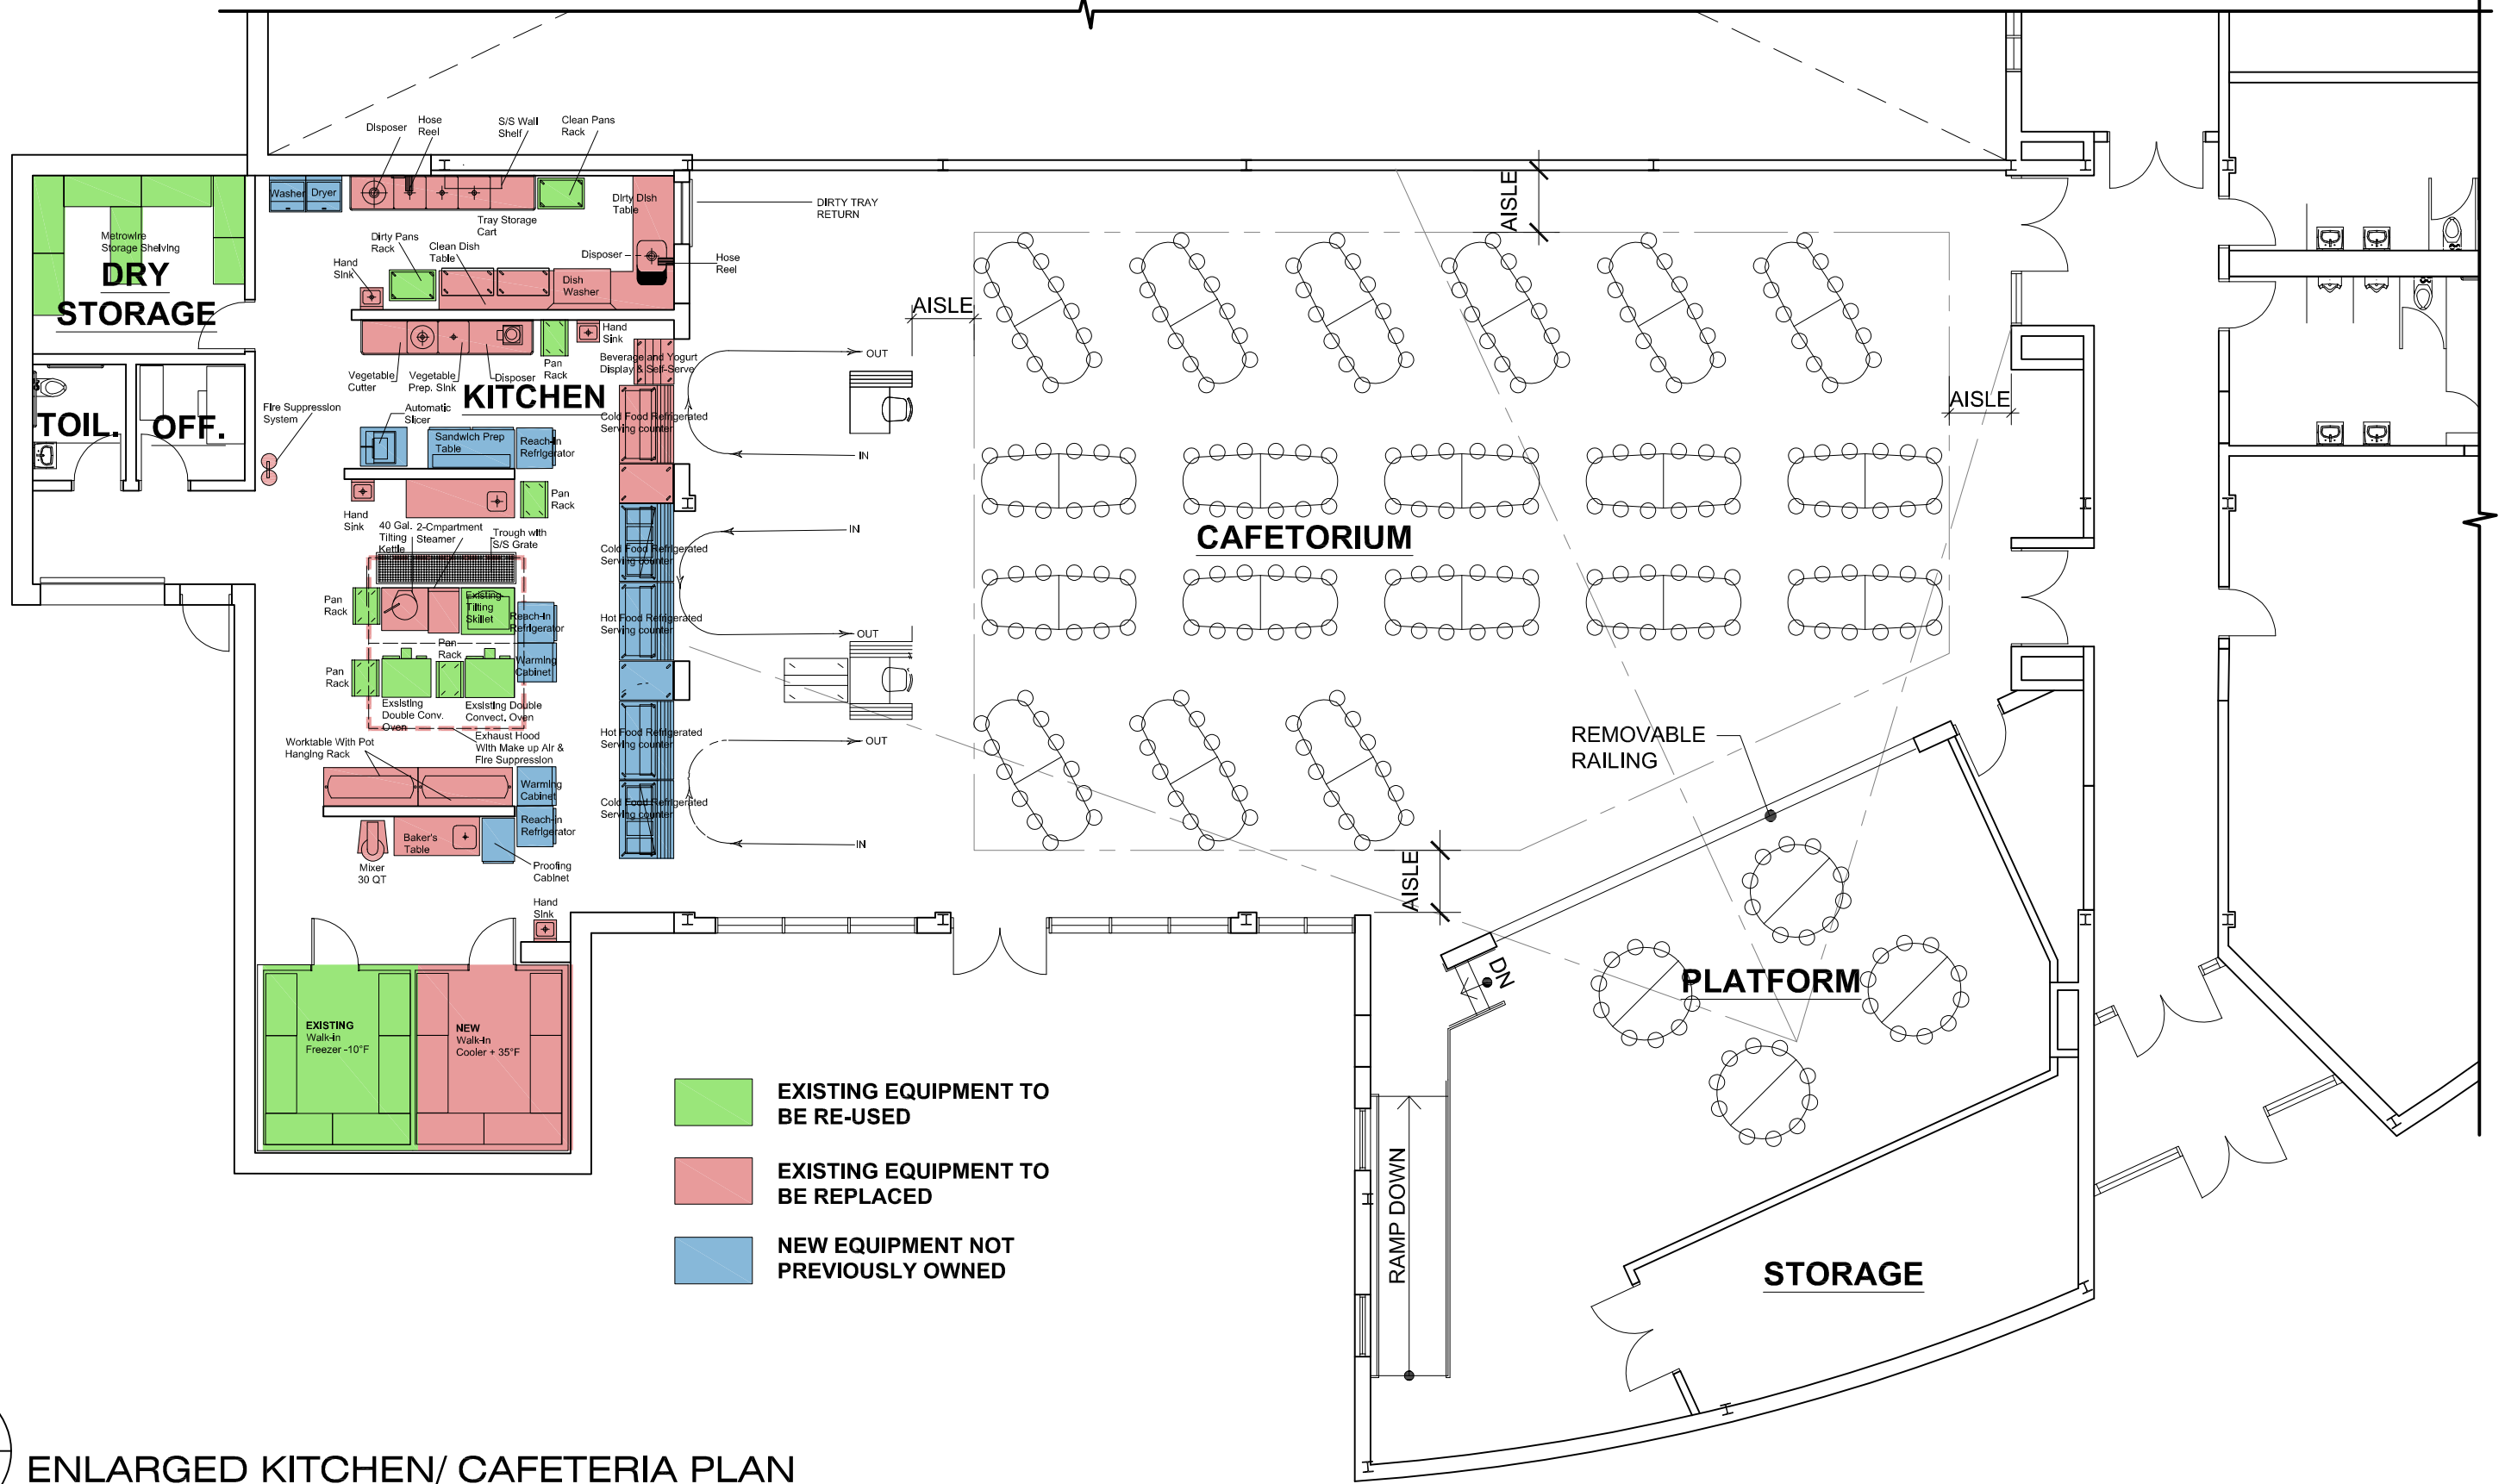 DIsposer
Hose
Reel
S/S Wall
Shelf
Clean Pans
Rack
Washer
Dryer
Dirty Dish
Table
DIRTY TRAY
RETURN
AISLE
Tray Storage
Cart
Metrowire
Storage Shelving
DRY
STORAGE
Dirty Pans
Rack
Clean Dish
Table
Disposer
Hose
Reel
Hand
Sink
Dish
Washer
AISLE
Hand
Sink
Beverage and Yogurt
Display & Self-Serve
OUT
Vegetable
Cutter
Vegetable
Prep. Sink
Disposer
Pan
Rack
KITCHEN
TOIL.
OFF.
Fire Suppression
System
Automatic
Slicer
Cold Food Refrigerated
Serving counter
AISLE
Sandwich Prep
Table
Reach-In
Refrigerator
IN
Hand
Sink
Pan
Rack
40 Gal.
Tilting
Kettle
2-Cmpartment
Steamer
Trough with
S/S Grate
IN
CAFETORIUM
Cold Food Refrigerated
Serving counter
Pan
Rack
Existing
Tilting
Skillet
Reach-In
Refrigerator
Hot Food Refrigerated
Serving counter
OUT
Pan
Rack
Pan
Rack
Warming
Cabinet
Exsisting
Double Conv.
Oven
Exsisting Double
Convect. Oven
Worktable With Pot
Hanging Rack
Exhaust Hood
With Make up Air &
Fire Suppression
Hot Food Refrigerated
Serving counter
OUT
REMOVABLE
RAILING
Warming
Cabinet
Cold Food Refrigerated
Serving counter
Reach-In
Refrigerator
Baker's
Table
IN
Mixer
30 QT
Proofing
Cabinet
AISLE
Hand
Sink
DN
PLATFORM
EXISTING
Walk-in
Freezer -10°F
NEW
Walk-In
Cooler + 35°F
EXISTING EQUIPMENT TO
BE RE-USED
EXISTING EQUIPMENT TO
BE REPLACED
NEW EQUIPMENT NOT
PREVIOUSLY OWNED
RAMP DOWN
STORAGE
ENLARGED KITCHEN/ CAFETERIA PLAN